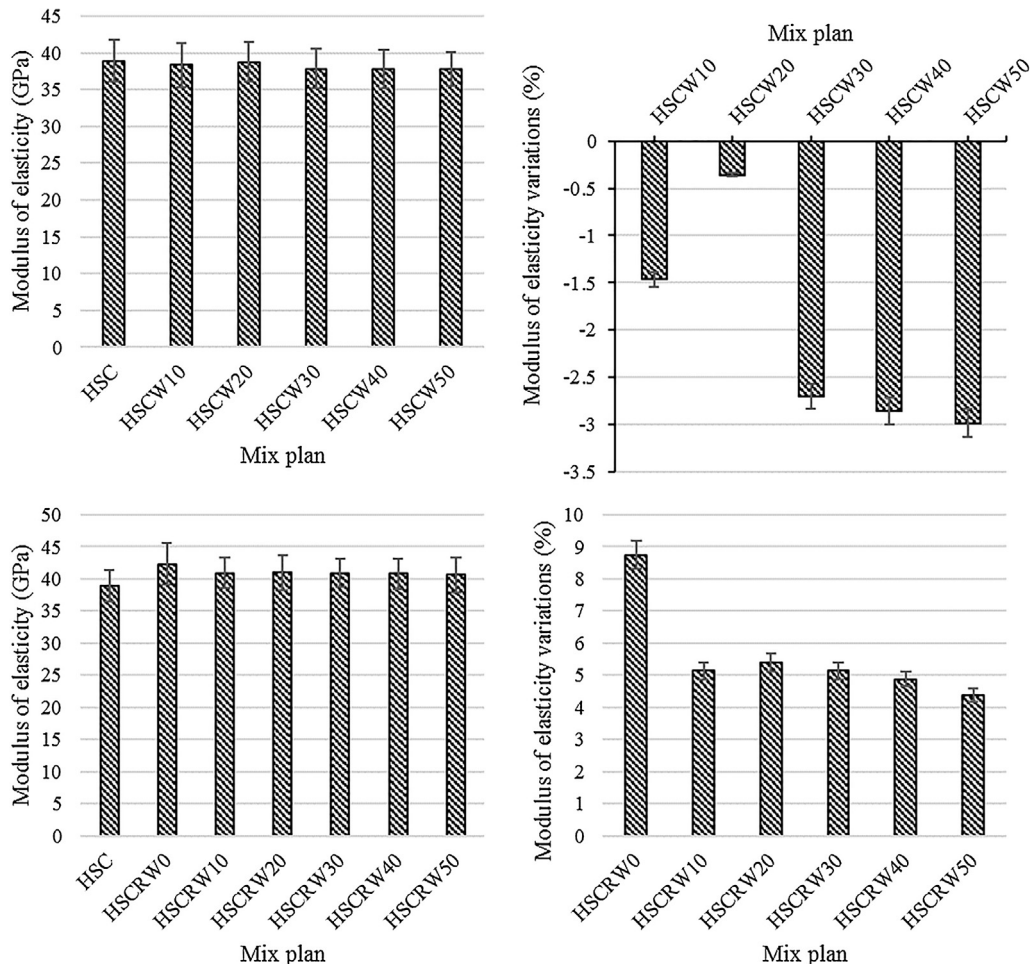 Modulus of elasticity (GPa)
45
40
35
30
25
20
15
10
5
0
HSC
HSCW10
HSCW20
HSCW30
HSCW40
HSCW50
Mix plan
Mix plan
HSCW10
HSCW20
HSCW30
HSCW40
HSCW50
Modulus of elasticity variations (%)
0
-0.5
-1
-1.5
-2
-2.5
-3
-3.5
Modulus of elasticity (GPa)
50
45
40
35
30
25
20
15
10
5
0
HSC
HSCRW0
HSCRW10
HSCRW20
HSCRW30
HSCRW40
HSCRW50
Mix plan
Modulus of elasticity variations (%)
10
9
8
7
6
5
4
3
2
1
0
HSCRW0
HSCRW10
HSCRW20
HSCRW30
HSCRW40
HSCRW50
Mix plan